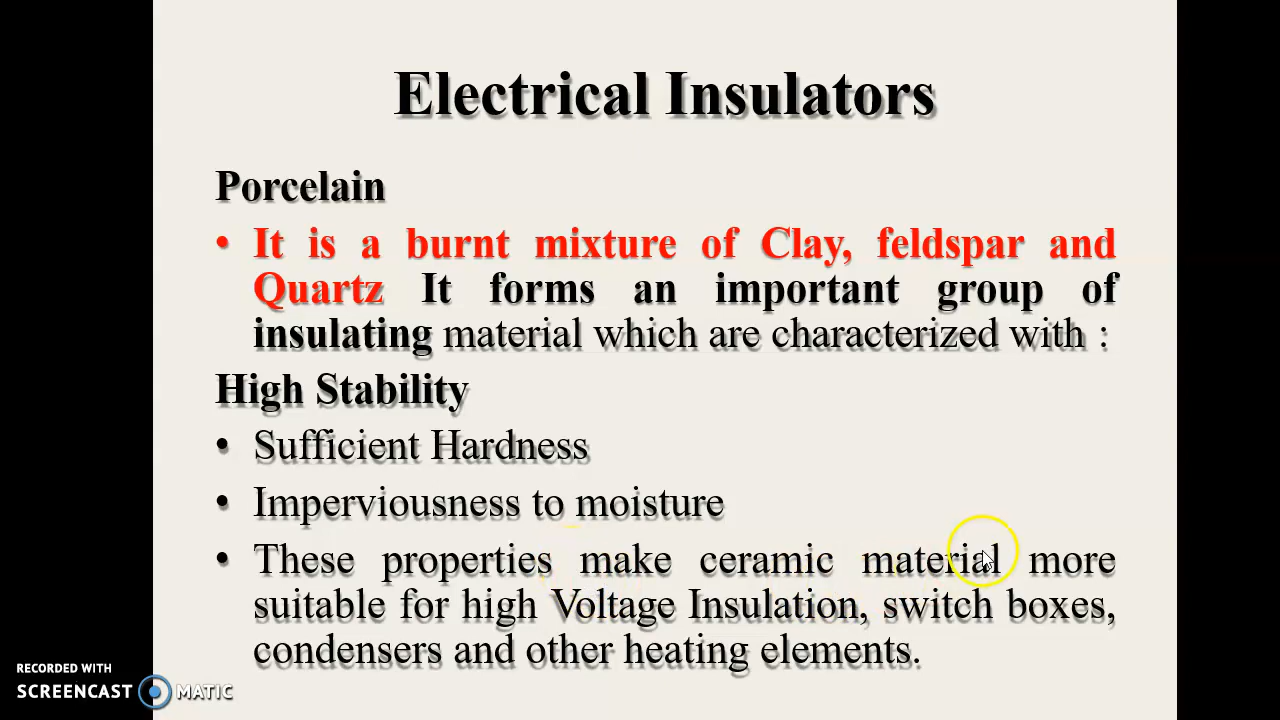 Electrical Insulators
Porcelain
• It is a burnt mixture of Clay, feldspar and
Quartz It forms an important group of
insulating material which are characterized with :
High Stability
• Sufficient Hardness
• Imperviousness to moisture
• These properties make ceramic material more
suitable for high Voltage Insulation, switch boxes,
condensers and other heating elements.
RECORDED WITH
SCREENCAST MATIC